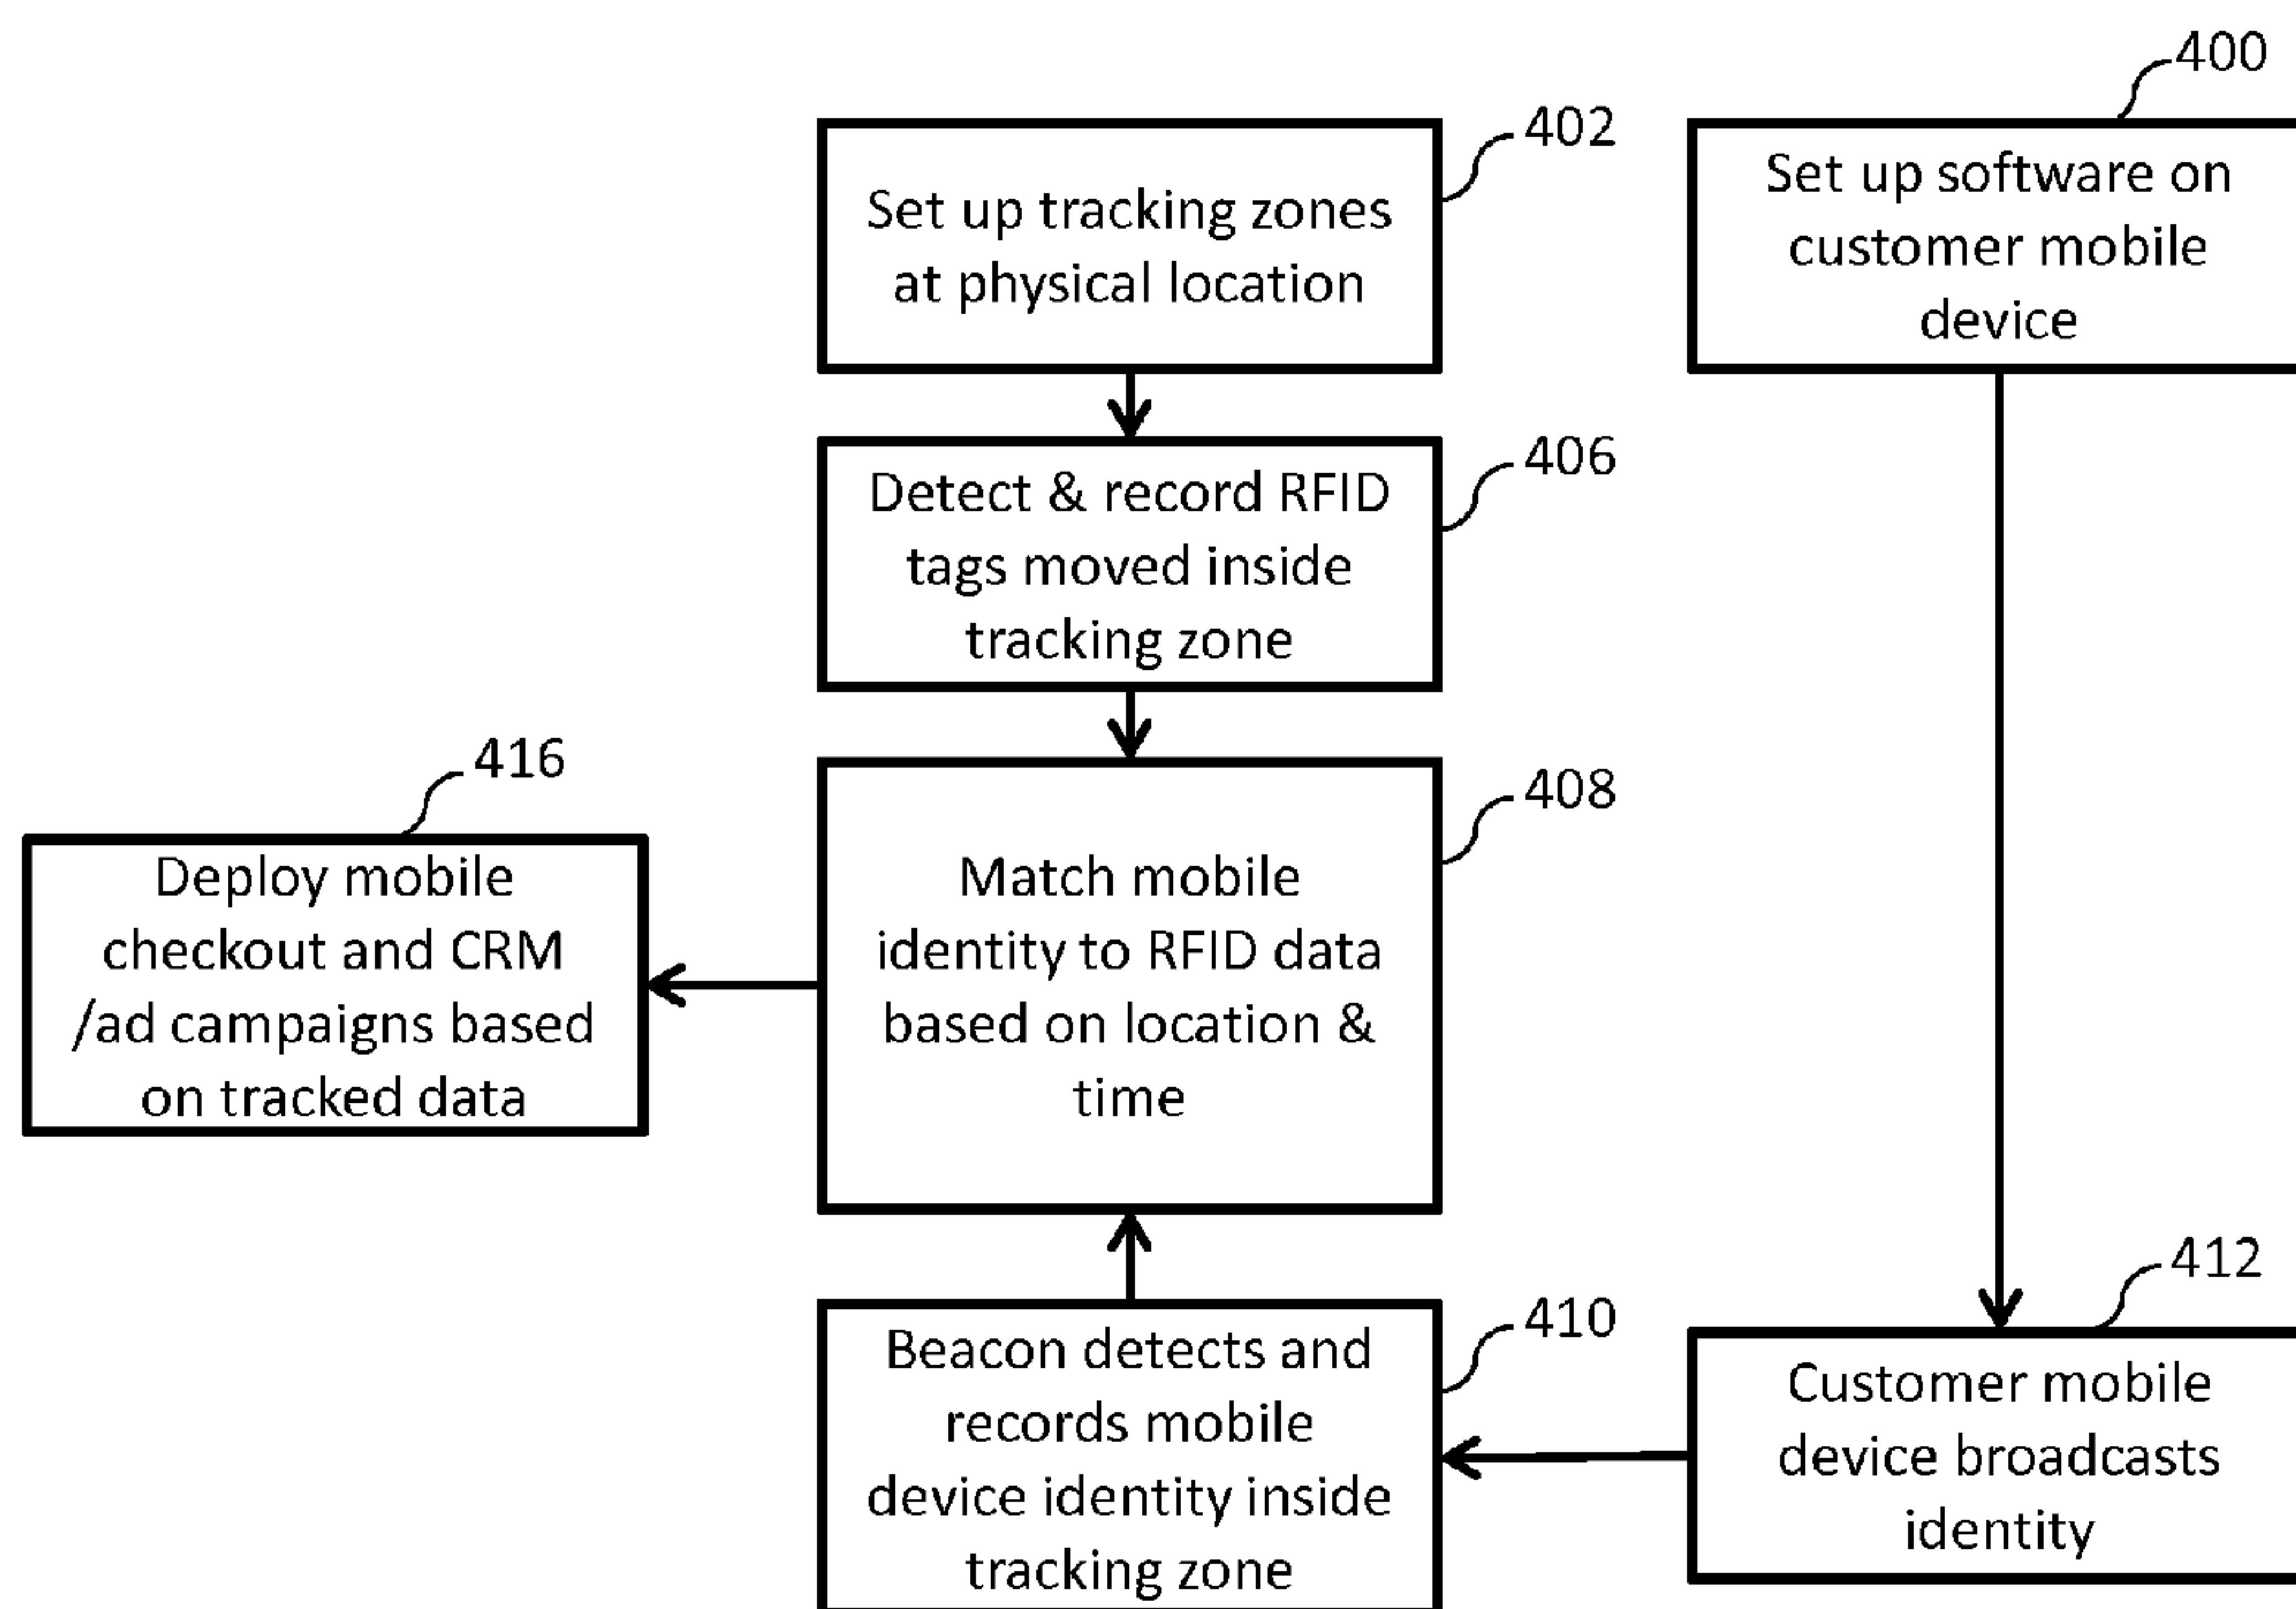 400
Set up software on
customer mobile
device
402
Set up tracking zones
at physical location
406
Detect & record RFID
tags moved inside
tracking zone
408
Match mobile
identity to RFID data
based on location &
time
416
Deploy mobile
checkout and CRM
/ad campaigns based
on tracked data
410
Beacon detects and
records mobile
device identity inside
tracking zone
412
Customer mobile
device broadcasts
identity